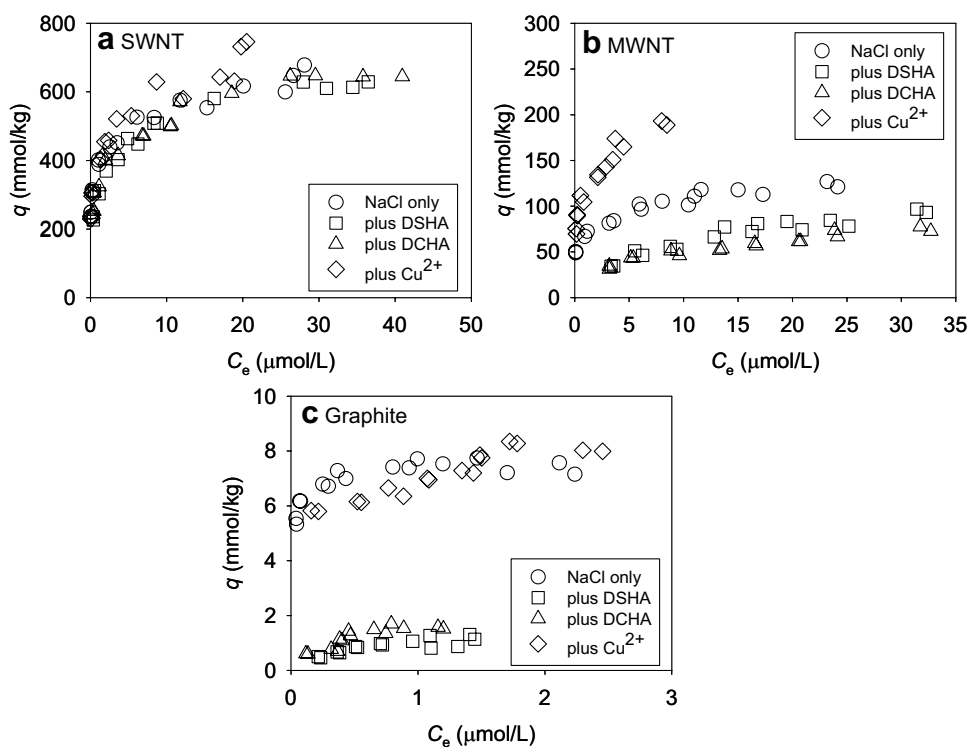 a SWNT
800
600
400
200
0
q (mmol/kg)
NaCl only
plus DSHA
plus DCHA
plus Cu2+
0 10 20 30 40 50
Ce (μmol/L)
b MWNT
300
250
200
150
100
50
0
q (mmol/kg)
NaCl only
plus DSHA
plus DCHA
plus Cu2+
0 5 10 15 20 25 30 35
Ce (μmol/L)
c Graphite
10
8
6
4
2
0
q (mmol/kg)
NaCl only
plus DSHA
plus DCHA
plus Cu2+
0 1 2 3
Ce (μmol/L)